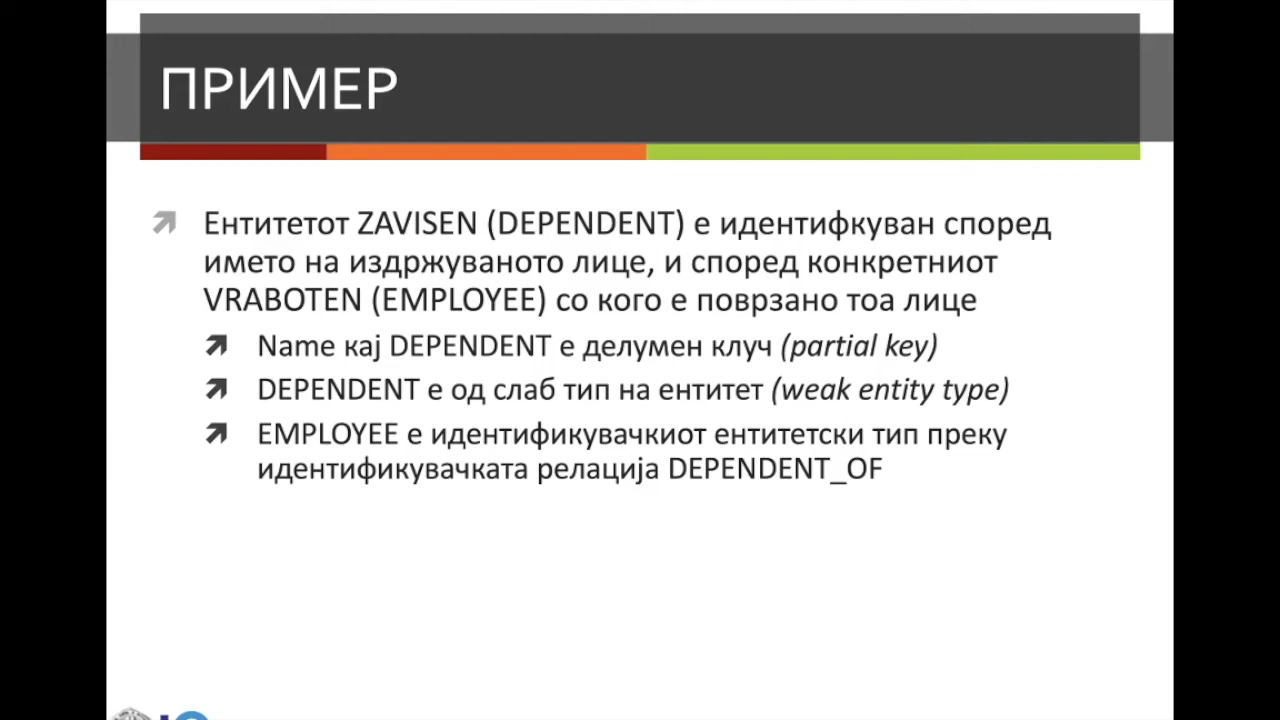 ПРИМЕР
Ентитетот ZAVISEN (DEPENDENT) е идентифкуван според
името на издржуваното лице, и според конкретниот
VRABOTEN (EMPLOYEE) со кого е поврзано тоа лице
Name кај DEPENDENT е делумен клуч (partial key)
DEPENDENT е од слаб тип на ентитет (weak entity type)
EMPLOYEE е идентификувачкиот ентитетски тип преку
идентификувачката релација DEPENDENT_OF